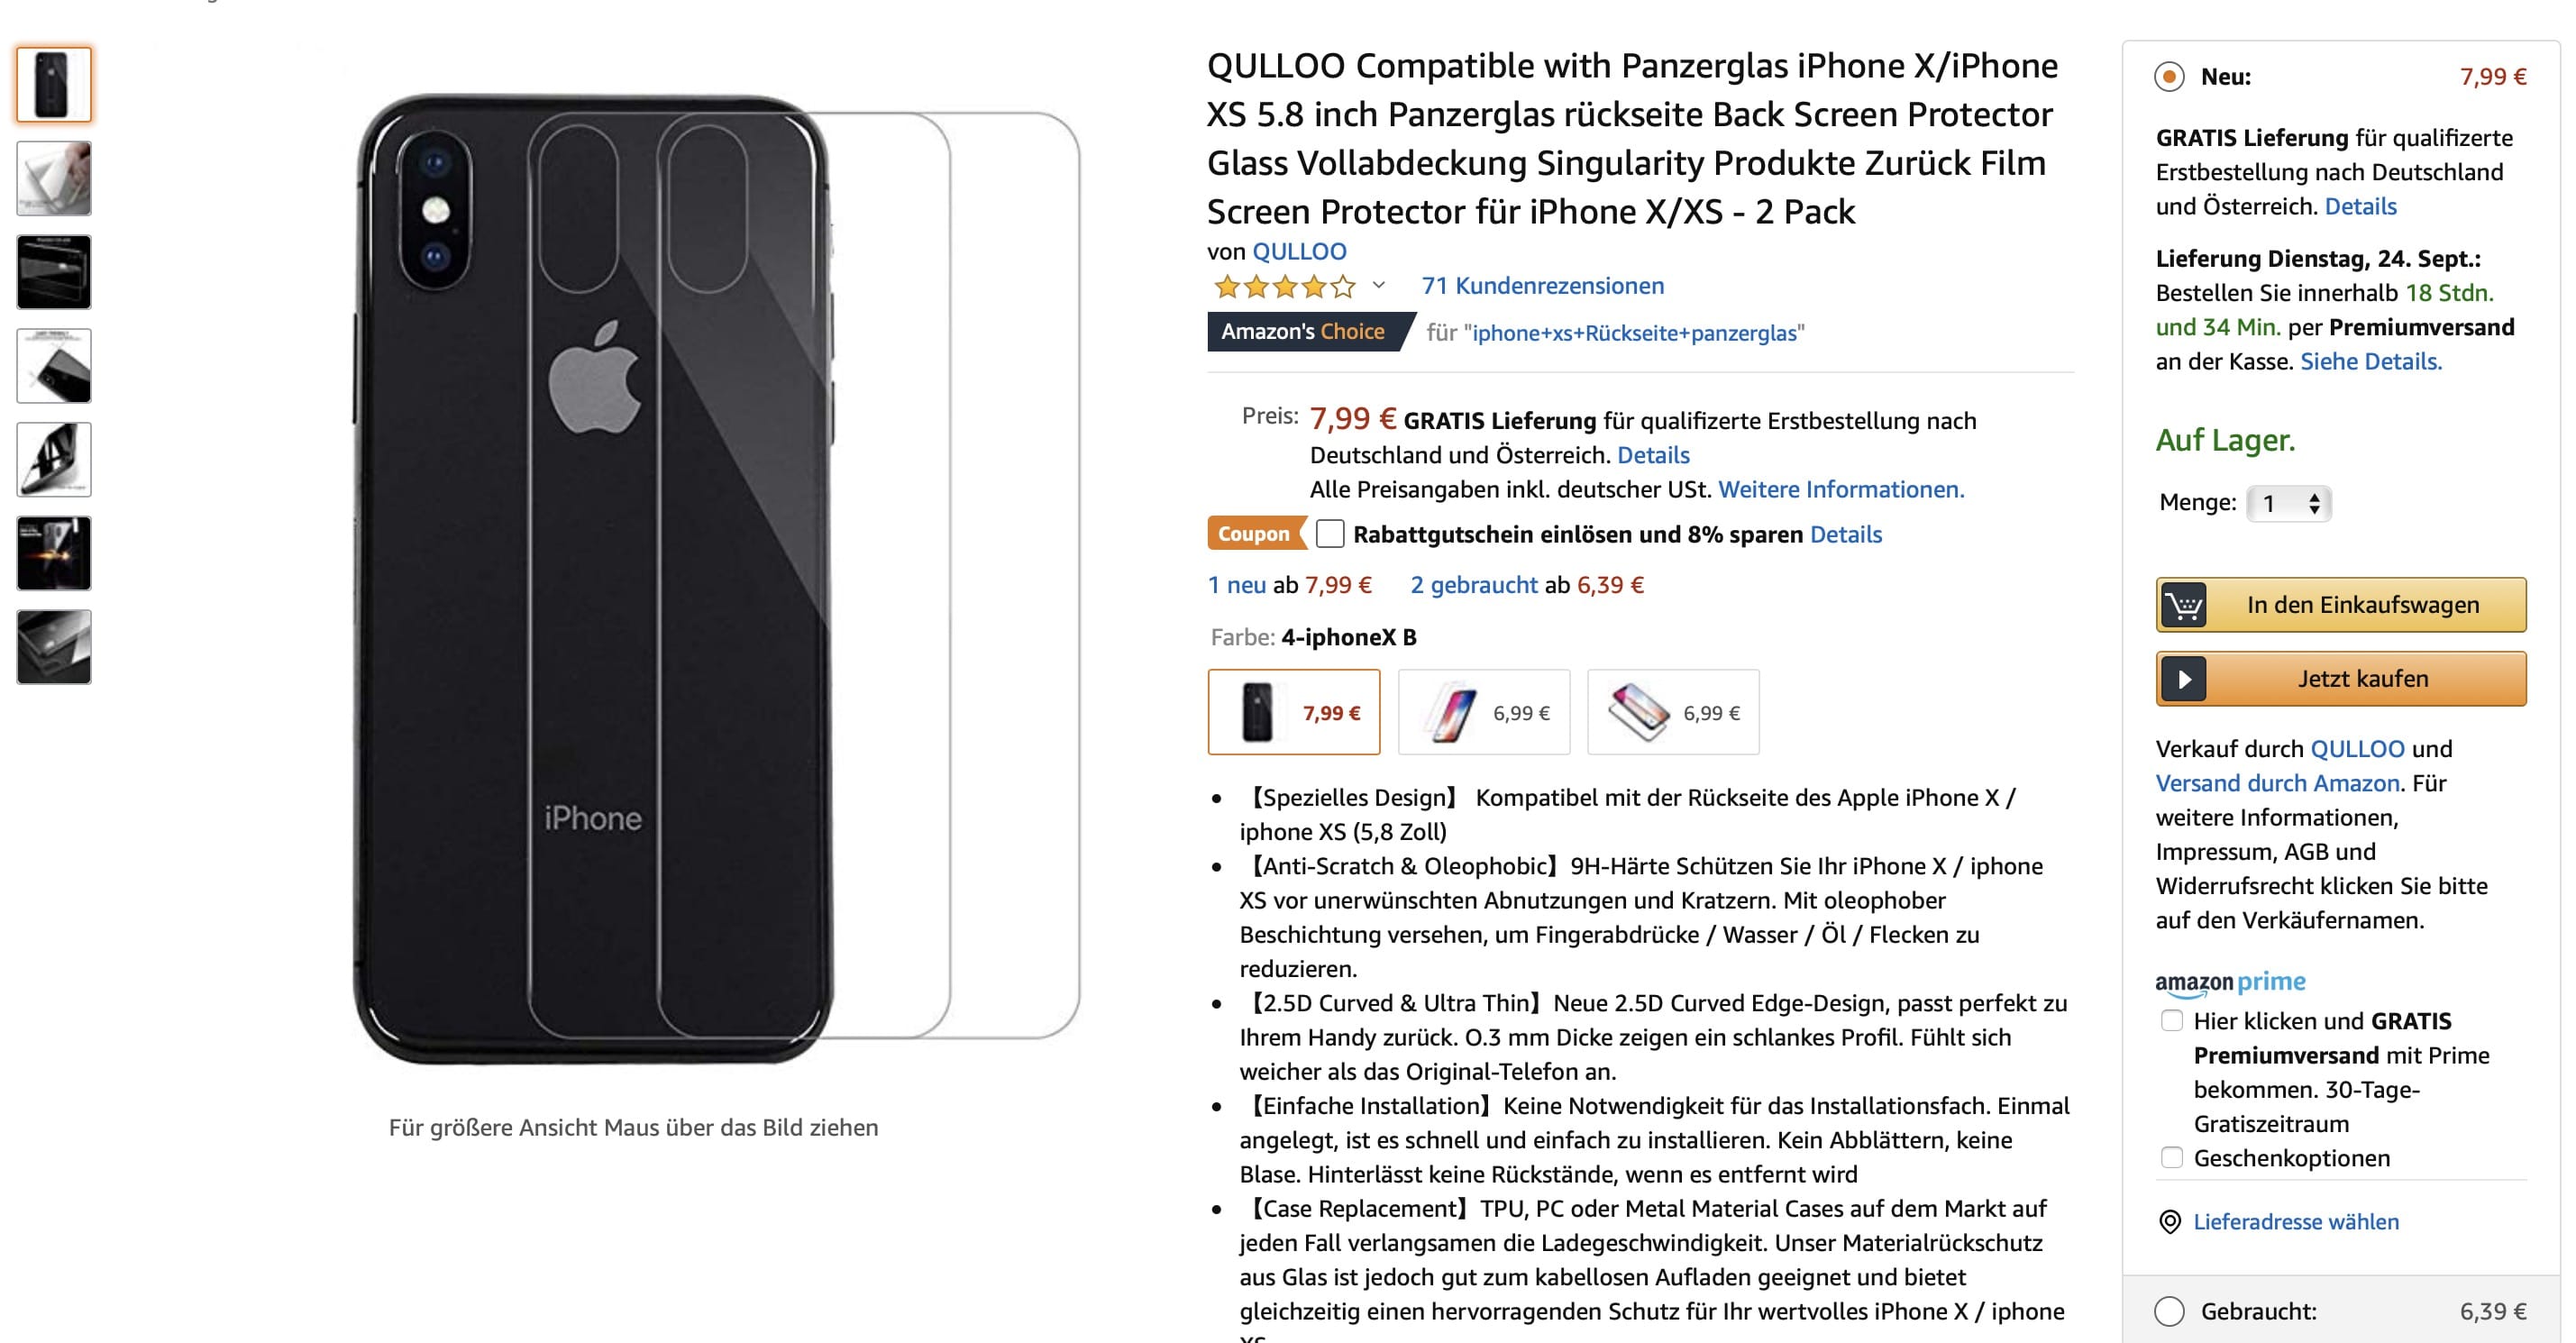 iPhone
Für größere Ansicht Maus über das Bild ziehen
QULLOO Compatible with Panzerglas iPhone X/iPhone
XS 5.8 inch Panzerglas rückseite Back Screen Protector
Glass Vollabdeckung Singularity Produkte Zurück Film
Screen Protector für iPhone X/XS - 2 Pack
von QULLOO
71 Kundenrezensionen
Amazon's Choice für "iphone+xs+Rückseite+panzerglas"
Preis: 7,99 € GRATIS Lieferung für qualifizerte Erstbestellung nach
Deutschland und Österreich. Details
Alle Preisangaben inkl. deutscher USt. Weitere Informationen.
Coupon Rabattgutschein einlösen und 8% sparen Details
1 neu ab 7,99 € 2 gebraucht ab 6,39 €
Farbe: 4-iphoneX B
7,99 € 6,99 € 6,99 €
• 【Spezielles Design】 Kompatibel mit der Rückseite des Apple iPhone X /
iphone XS (5,8 Zoll)
• 【Anti-Scratch & Oleophobic】9H-Härte Schützen Sie Ihr iPhone X / iphone
XS vor unerwünschten Abnutzungen und Kratzern. Mit oleophober
Beschichtung versehen, um Fingerabdrücke / Wasser / Öl / Flecken zu
reduzieren.
• 【2.5D Curved & Ultra Thin】Neue 2.5D Curved Edge-Design, passt perfekt zu
Ihrem Handy zurück. O.3 mm Dicke zeigen ein schlankes Profil. Fühlt sich
weicher als das Original-Telefon an.
• 【Einfache Installation】Keine Notwendigkeit für das Installationsfach. Einmal
angelegt, ist es schnell und einfach zu installieren. Kein Abblättern, keine
Blase. Hinterlässt keine Rückstände, wenn es entfernt wird
• 【Case Replacement】TPU, PC oder Metal Material Cases auf dem Markt auf
jeden Fall verlangsamen die Ladegeschwindigkeit. Unser Materialrückschutz
aus Glas ist jedoch gut zum kabellosen Aufladen geeignet und bietet
gleichzeitig einen hervorragenden Schutz für Ihr wertvolles iPhone X / iphone
Neu: 7,99 €
GRATIS Lieferung für qualifizerte
Erstbestellung nach Deutschland
und Österreich. Details
Lieferung Dienstag, 24. Sept.:
Bestellen Sie innerhalb 18 Stdn.
und 34 Min. per Premiumversand
an der Kasse. Siehe Details.
Auf Lager.
Menge: 1
In den Einkaufswagen
Jetzt kaufen
Verkauf durch QULLOO und
Versand durch Amazon. Für
weitere Informationen,
Impressum, AGB und
Widerrufsrecht klicken Sie bitte
auf den Verkäufernamen.
amazon prime
Hier klicken und GRATIS
Premiumversand mit Prime
bekommen. 30-Tage-
Gratiszeitraum
Geschenkoptionen
Lieferadresse wählen
Gebraucht: 6,39 €